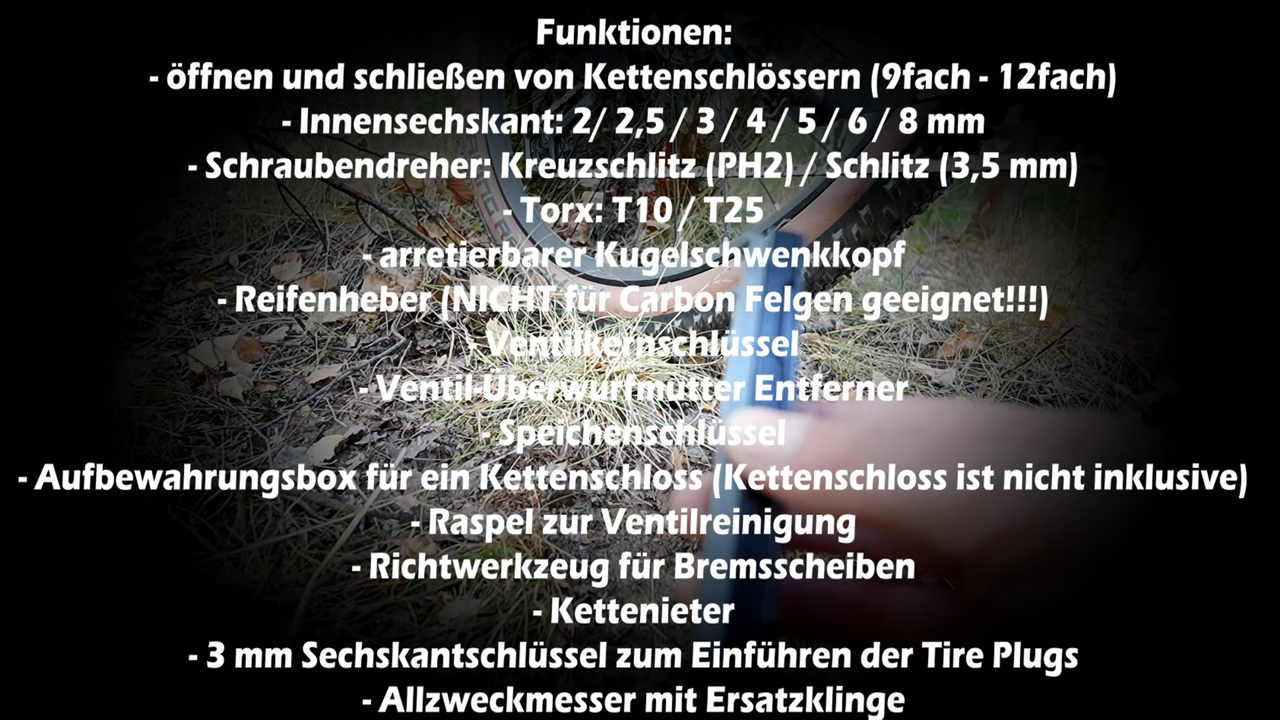 Funktionen:
- öffnen und schließen von Kettenschlössern (9fach - 12fach)
- Innensechskant: 2/ 2,5 / 3 / 4 / 5 / 6 / 8 mm
- Schraubendreher: Kreuzschlitz (PH2) / Schlitz (3,5 mm)
- Torx: T10 / T25
- arretierbarer Kugelschwenkkopf
- Reifenheber (NICHT für Carbon Felgen geeignet!!!)
- Ventilkernschlüssel
- Ventil-Überwurfmutter Entferner
- Speichenschlüssel
- Aufbewahrungsbox für ein Kettenschloss (Kettenschloss ist nicht inklusive)
- Raspel zur Ventilreinigung
- Richtwerkzeug für Bremsscheiben
- Kettenieter
- 3 mm Sechskantschlüssel zum Einführen der Tire Plugs
- Allzweckmesser mit Ersatzklinge